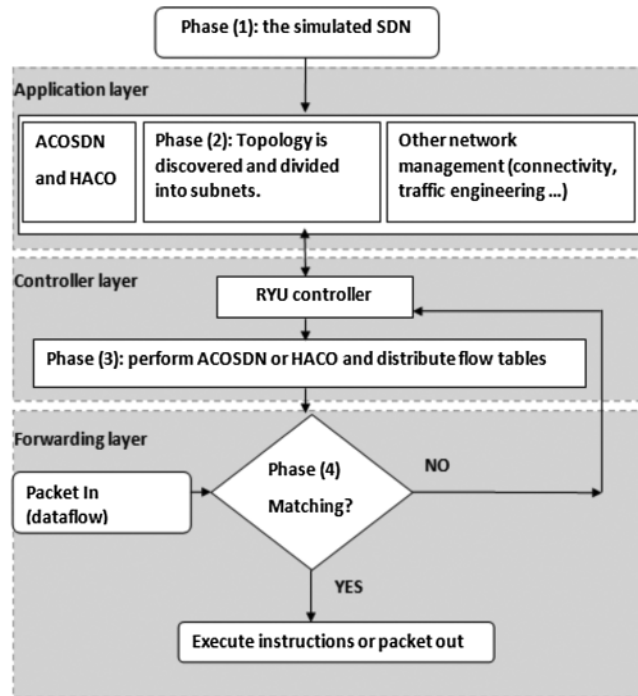 Phase (1): the simulated SDN
Application layer
ACOSDN
and HACO
Phase (2): Topology is
discovered and divided
into subnets.
Other network
management (connectivity,
traffic engineering ...)
Controller layer
RYU controller
Phase (3): perform ACOSDN or HACO and distribute flow tables
Forwarding layer
Phase (4)
Matching?
NO
Packet In
(dataflow)
YES
Execute instructions or packet out